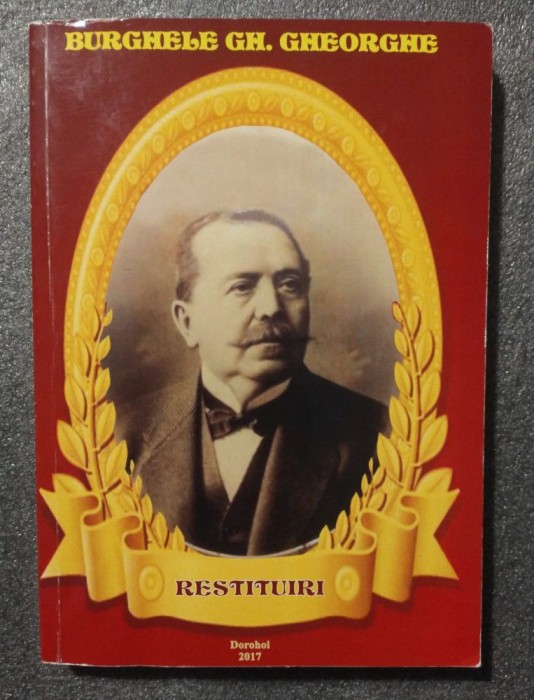 BURGHELE GH. GHEORGHE
RESTITUIRI
Dorohoi
2017